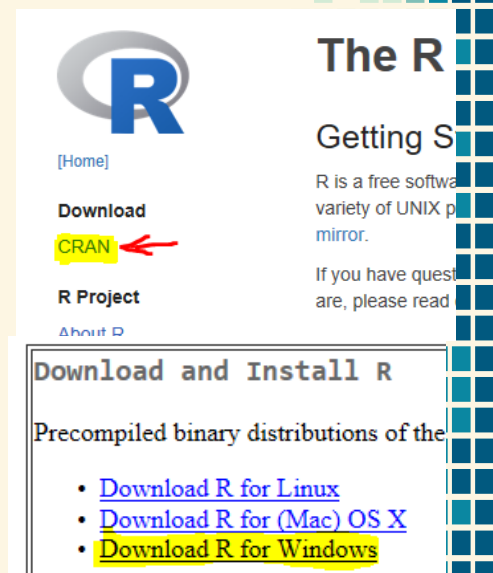 R
The R
[Home]
Getting S
Download
R is a free softwa
variety of UNIX p
mirror.
CRAN
If you have quest
are, please read
R Project
About R
Download and Install R
Precompiled binary distributions of the
• Download R for Linux
• Download R for (Mac) OS X
• Download R for Windows